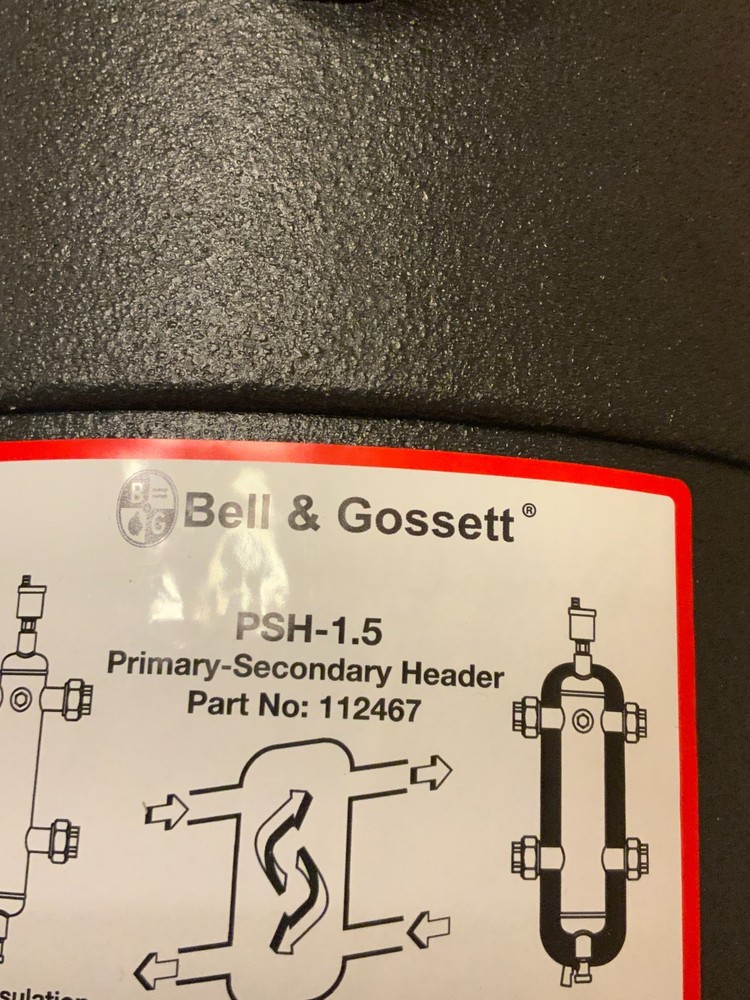 B&G
Bell & Gossett®
PSH-1.5
Primary-Secondary Header
Part No: 112467